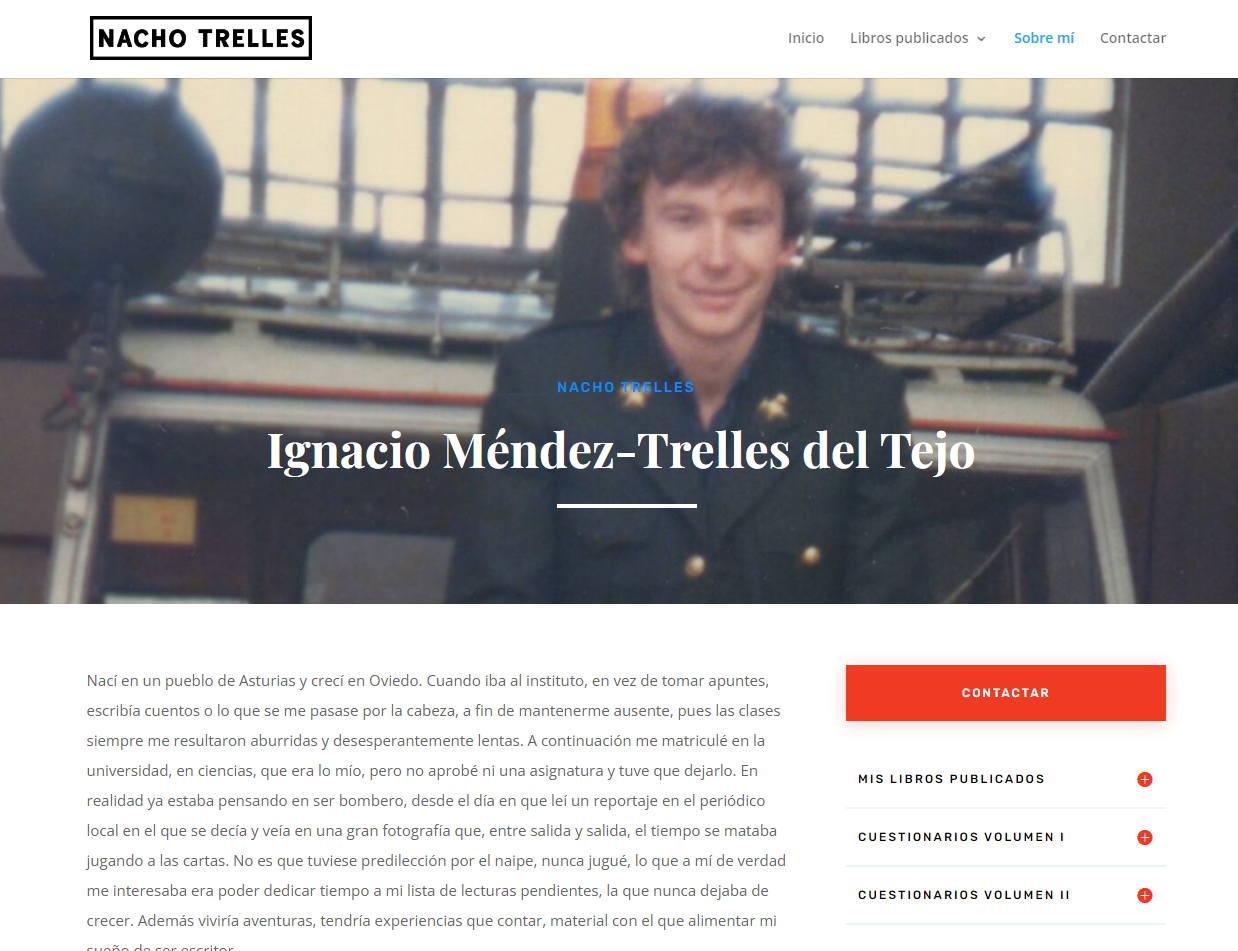 NACHO TRELLES
Inicio
Libros publicados
Sobre mí
Contactar
NACHO TRELLES
Ignacio Méndez-Trelles del Tejo
Nací en un pueblo de Asturias y crecí en Oviedo. Cuando iba al instituto, en vez de tomar apuntes,
escribía cuentos o lo que se me pasase por la cabeza, a fin de mantenerme ausente, pues las clases
siempre me resultaron aburridas y desesperantemente lentas. A continuación me matriculé en la
universidad, en ciencias, que era lo mío, pero no aprobé ni una asignatura y tuve que dejarlo. En
realidad ya estaba pensando en ser bombero, desde el día en que leí un reportaje en el periódico
local en el que se decía y veía en una gran fotografía que, entre salida y salida, el tiempo se mataba
jugando a las cartas. No es que tuviese predilección por el naipe, nunca jugué, lo que a mí de verdad
me interesaba era poder dedicar tiempo a mi lista de lecturas pendientes, la que nunca dejaba de
crecer. Además viviría aventuras, tendría experiencias que contar, material con el que alimentar mi
sueño de ser escritor.
CONTACTAR
MIS LIBROS PUBLICADOS
CUESTIONARIOS VOLUMEN I
CUESTIONARIOS VOLUMEN II